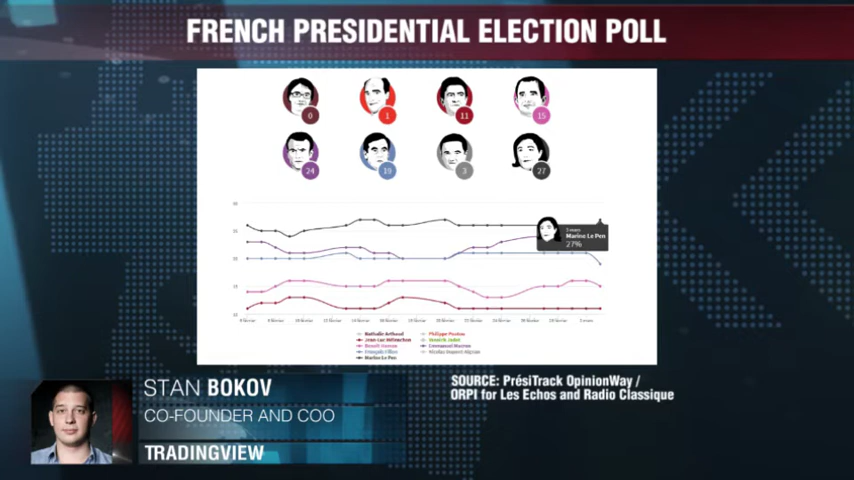 FRENCH PRESIDENTIAL ELECTION POLL
0 1 11 15
24 19 3 27
Marine Le Pen
27%
Nathalie Arthaud Philippe Poutou
Jean-Luc Mélenchon
Benoît Hamon Emmanuel Macron
François Fillon Nicolas Dupont-Aignan
Marine Le Pen
STAN BOKOV
CO-FOUNDER AND COO
TRADINGVIEW
SOURCE: PrésiTrack OpinionWay /
ORPI for Les Echos and Radio Classique